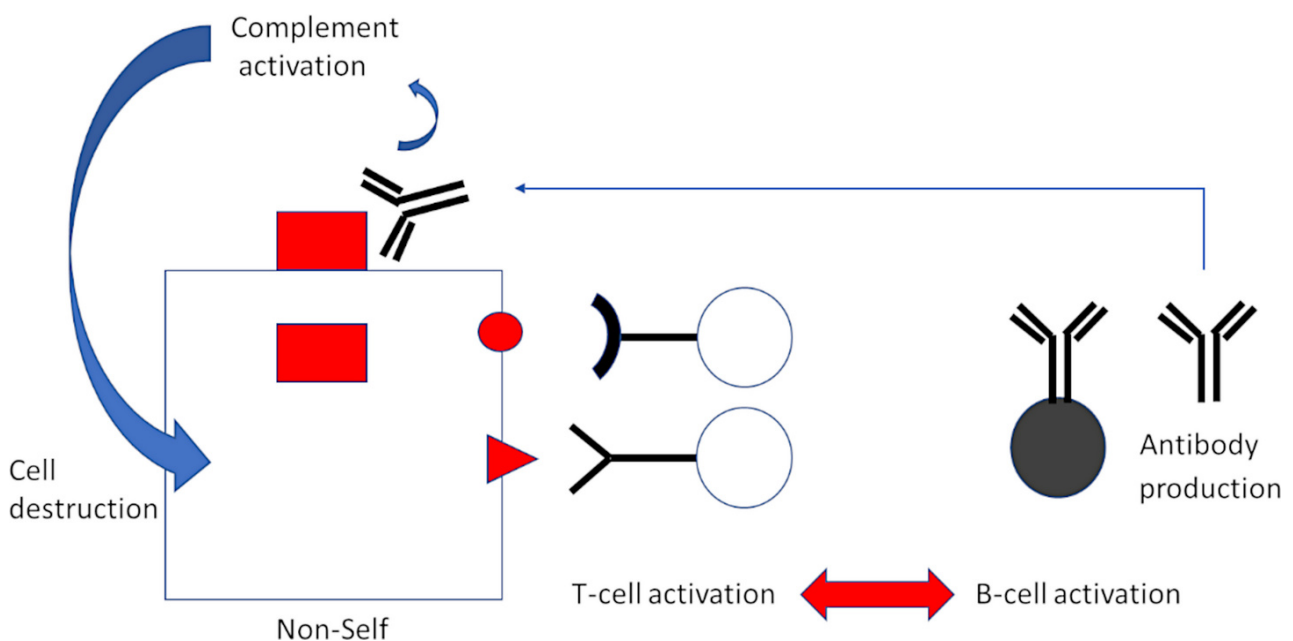 Complement
activation
Cell
destruction
Antibody
production
T-cell activation
B-cell activation
Non-Self